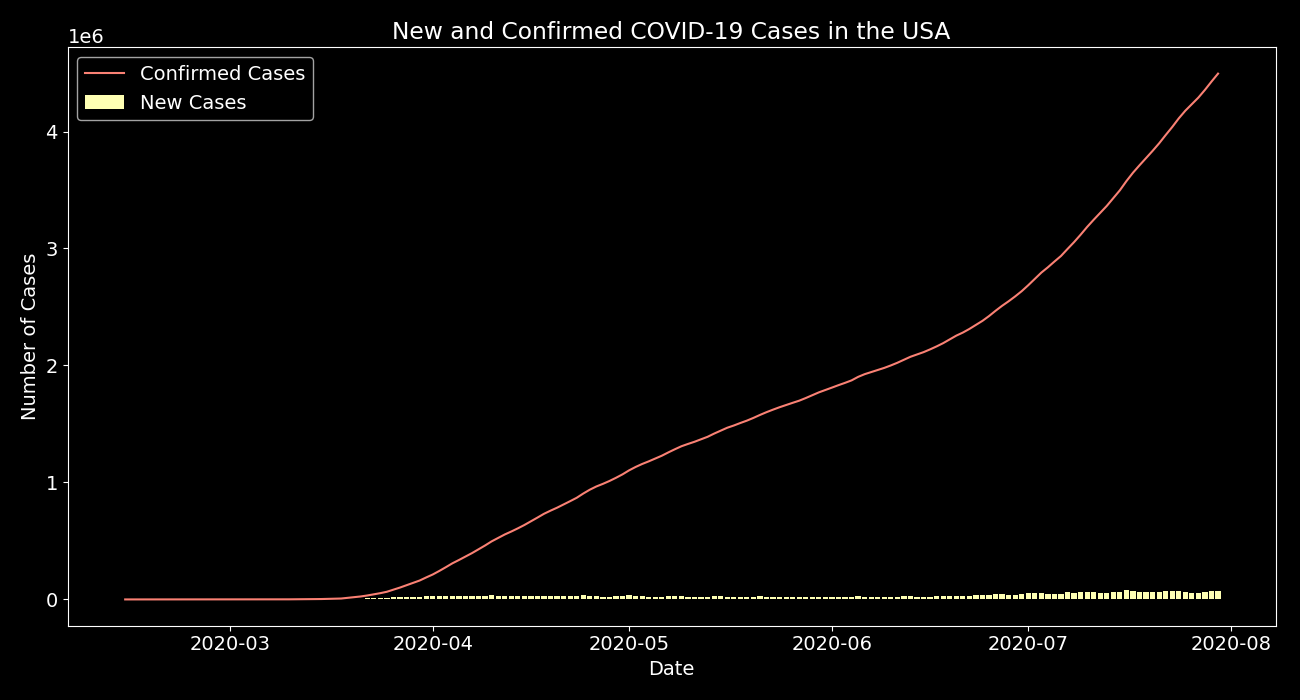 New and Confirmed COVID-19 Cases in the USA
1e6
Confirmed Cases
New Cases
4
3
2
1
0
Number of Cases
2020-03 2020-04 2020-05 2020-06 2020-07 2020-08
Date